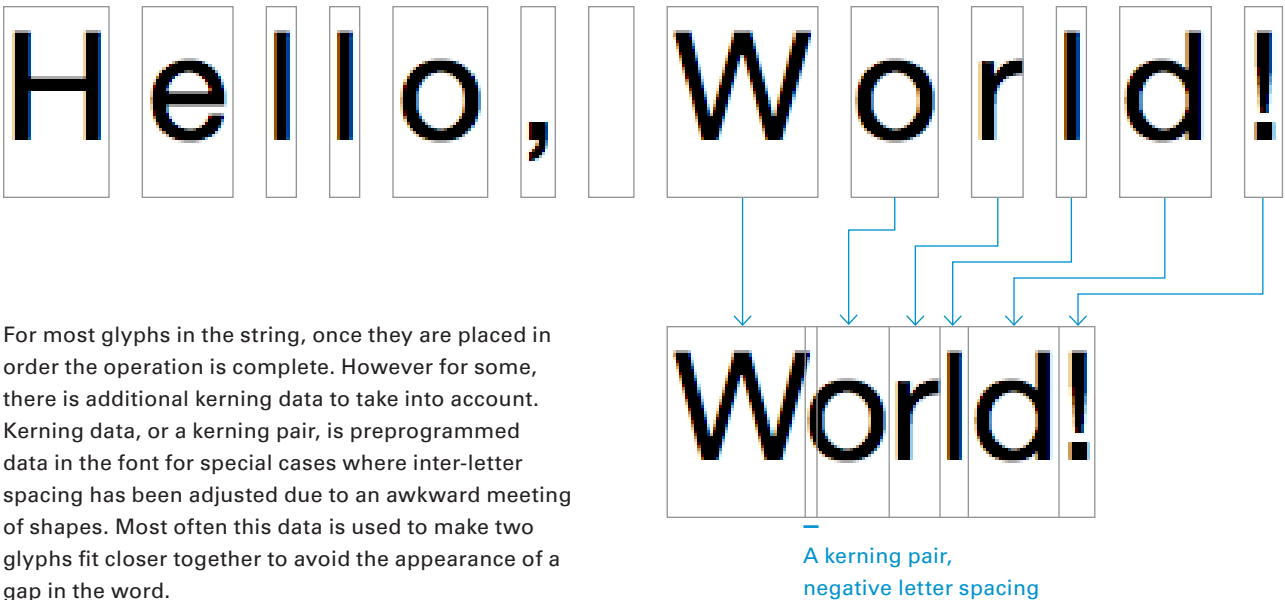 Hello, World!
World!
For most glyphs in the string, once they are placed in
order the operation is complete. However for some,
there is additional kerning data to take into account.
Kerning data, or a kerning pair, is preprogrammed
data in the font for special cases where inter-letter
spacing has been adjusted due to an awkward meeting
of shapes. Most often this data is used to make two
glyphs fit closer together to avoid the appearance of a
gap in the word.
A kerning pair,
negative letter spacing